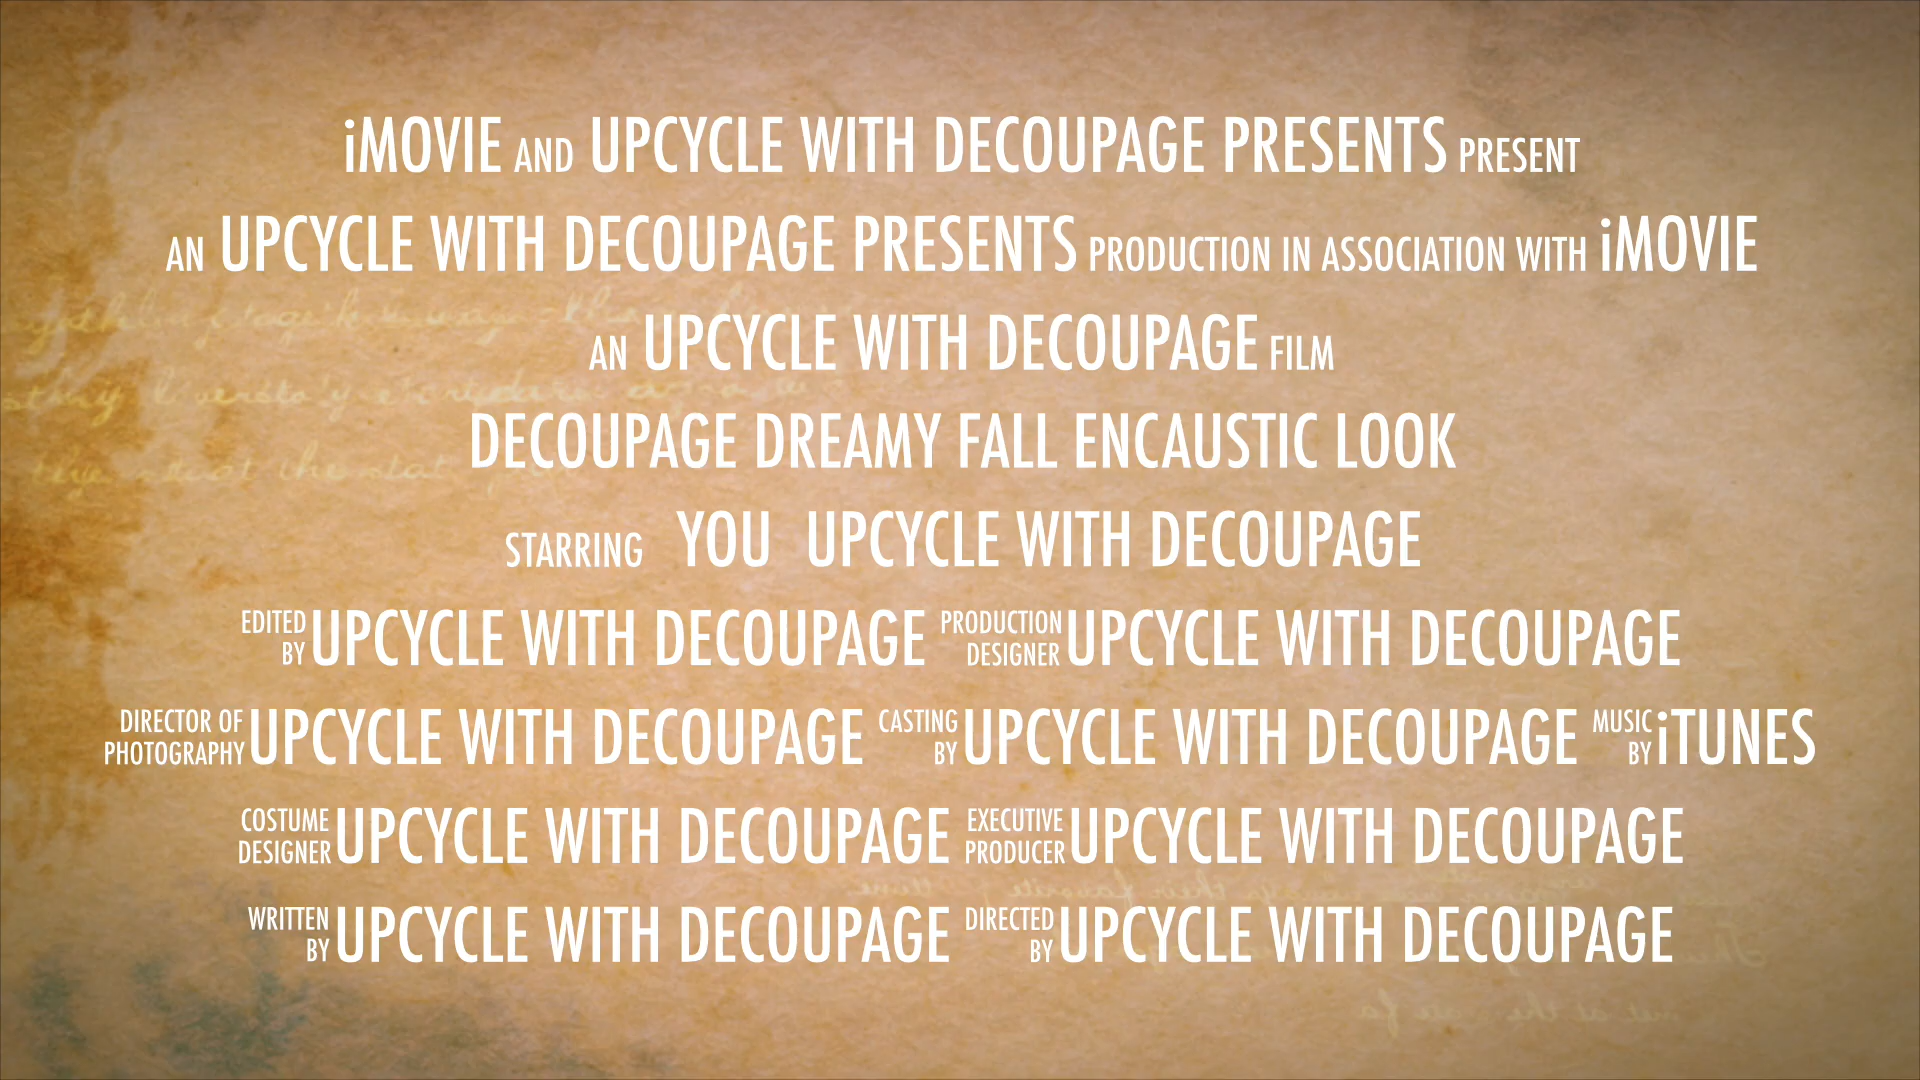 iMOVIE AND UPCYCLE WITH DECOUPAGE PRESENTS PRESENT
AN UPCYCLE WITH DECOUPAGE PRESENTS PRODUCTION IN ASSOCIATION WITH iMOVIE
AN UPCYCLE WITH DECOUPAGE FILM
DECOUPAGE DREAMY FALL ENCAUSTIC LOOK
STARRING YOU UPCYCLE WITH DECOUPAGE
EDITED BY UPCYCLE WITH DECOUPAGE PRODUCTION DESIGNER UPCYCLE WITH DECOUPAGE
DIRECTOR OF PHOTOGRAPHY UPCYCLE WITH DECOUPAGE CASTING BY UPCYCLE WITH DECOUPAGE MUSIC BY iTUNES
COSTUME DESIGNER UPCYCLE WITH DECOUPAGE EXECUTIVE PRODUCER UPCYCLE WITH DECOUPAGE
WRITTEN BY UPCYCLE WITH DECOUPAGE DIRECTED BY UPCYCLE WITH DECOUPAGE